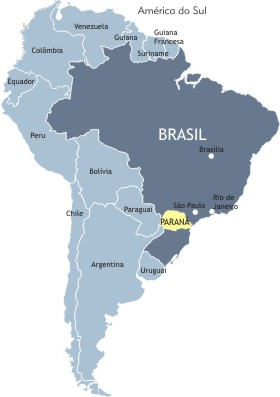 América do Sul
Venezuela
Guiana
Guiana
Francesa
Suriname
Colômbia
Equador
Peru
BRASIL
Brasília
Bolívia
Chile
Paraguai
São Paulo
Rio de
Janeiro
PARANÁ
Argentina
Uruguai